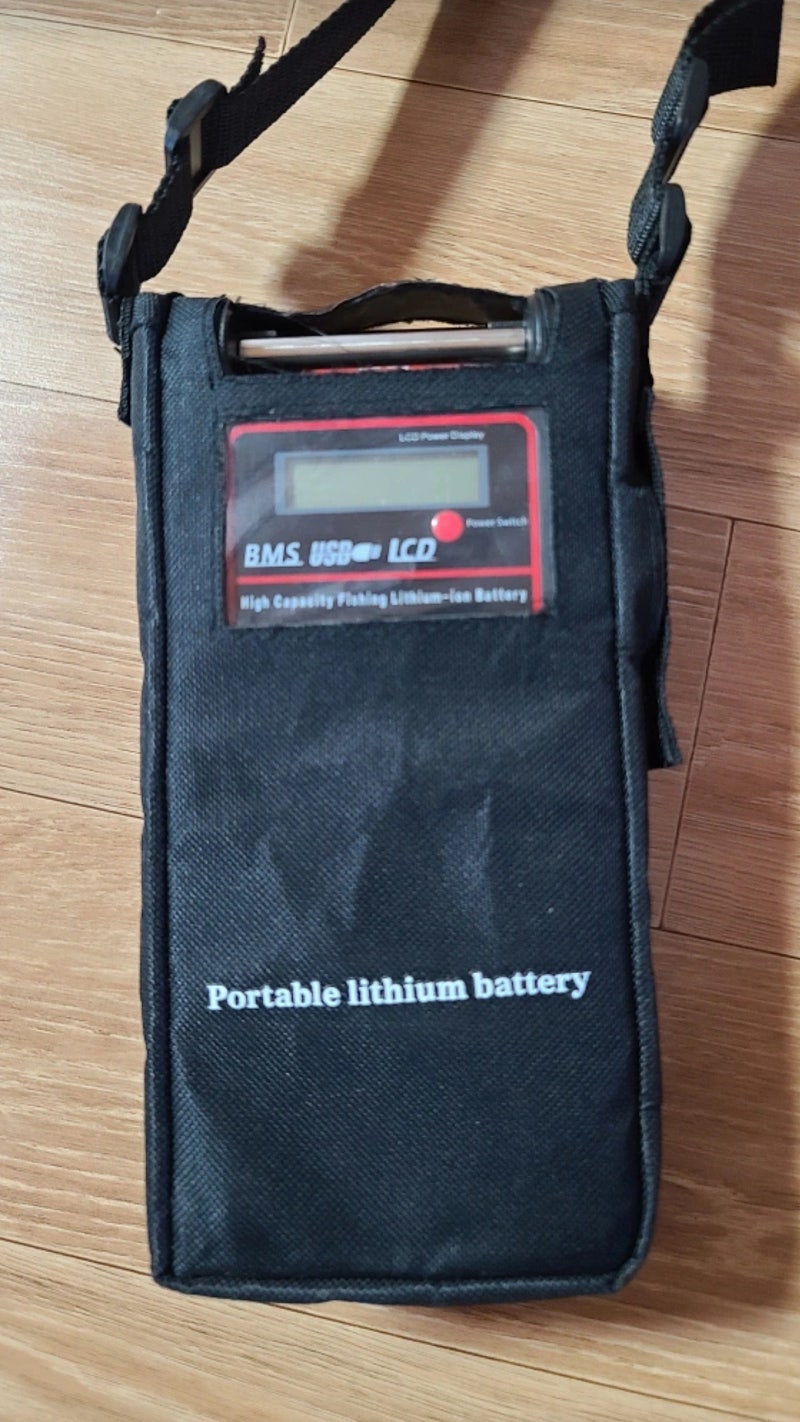 LCD Power Display
Power Switch
BMS USB LCD
High Capacity Fishing Lithium-ion Battery
Portable lithium battery